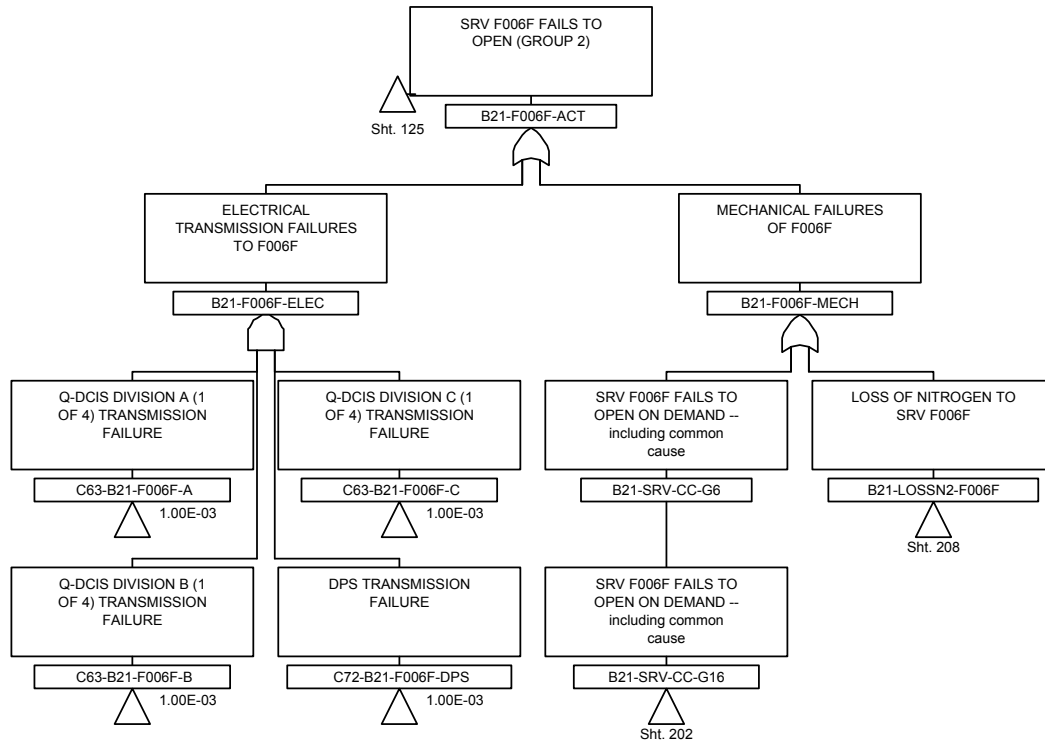 SRV F006F FAILS TO
OPEN (GROUP 2)
Sht. 125
B21-F006F-ACT
ELECTRICAL
TRANSMISSION FAILURES
TO F006F
B21-F006F-ELEC
MECHANICAL FAILURES
OF F006F
B21-F006F-MECH
Q-DCIS DIVISION A (1
OF 4) TRANSMISSION
FAILURE
C63-B21-F006F-A
1.00E-03
Q-DCIS DIVISION C (1
OF 4) TRANSMISSION
FAILURE
C63-B21-F006F-C
1.00E-03
SRV F006F FAILS TO
OPEN ON DEMAND --
including common
cause
B21-SRV-CC-G6
LOSS OF NITROGEN TO
SRV F006F
B21-LOSSN2-F006F
Sht. 208
Q-DCIS DIVISION B (1
OF 4) TRANSMISSION
FAILURE
C63-B21-F006F-B
1.00E-03
DPS TRANSMISSION
FAILURE
C72-B21-F006F-DPS
1.00E-03
SRV F006F FAILS TO
OPEN ON DEMAND --
including common
cause
B21-SRV-CC-G16
Sht. 202